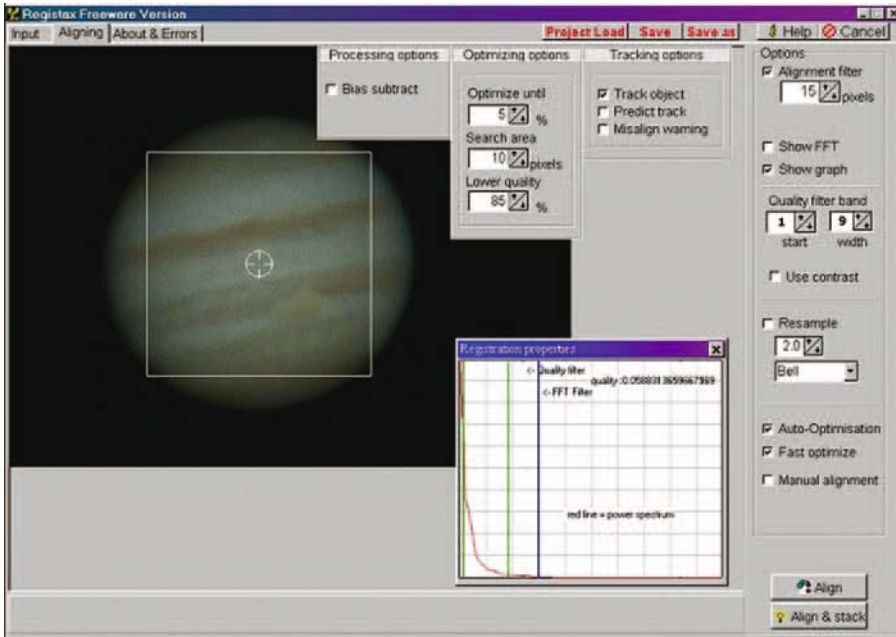 Registax Freeware Version
Input Aligning About & Errors Project Load Save Save as Help Cancel
Processing options
Bias subtract
Optimizing options
Optimize until
5 %
Search area
10 pixels
Lower quality
85 %
Tracking options
Track object
Predict track
Misalign warning
Options
Alignment filter
15 pixels
Show FFT
Show graph
Quality filter band
1 9
start width
Use contrast
Resample
2.0
Bell
Auto-Optimisation
Fast optimize
Manual alignment
Registration properties
<- Quality filter
<-FFT Filter
red line = power spectrum
Align
Align & stack